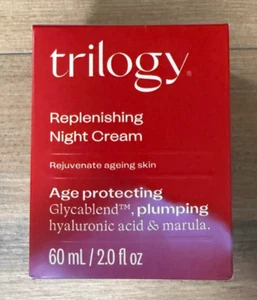 trilogy®
Replenishing
Night Cream
Rejuvenate ageing skin
Age protecting
Glycablend™, plumping
hyaluronic acid & marula.
60 mL / 2.0 fl oz